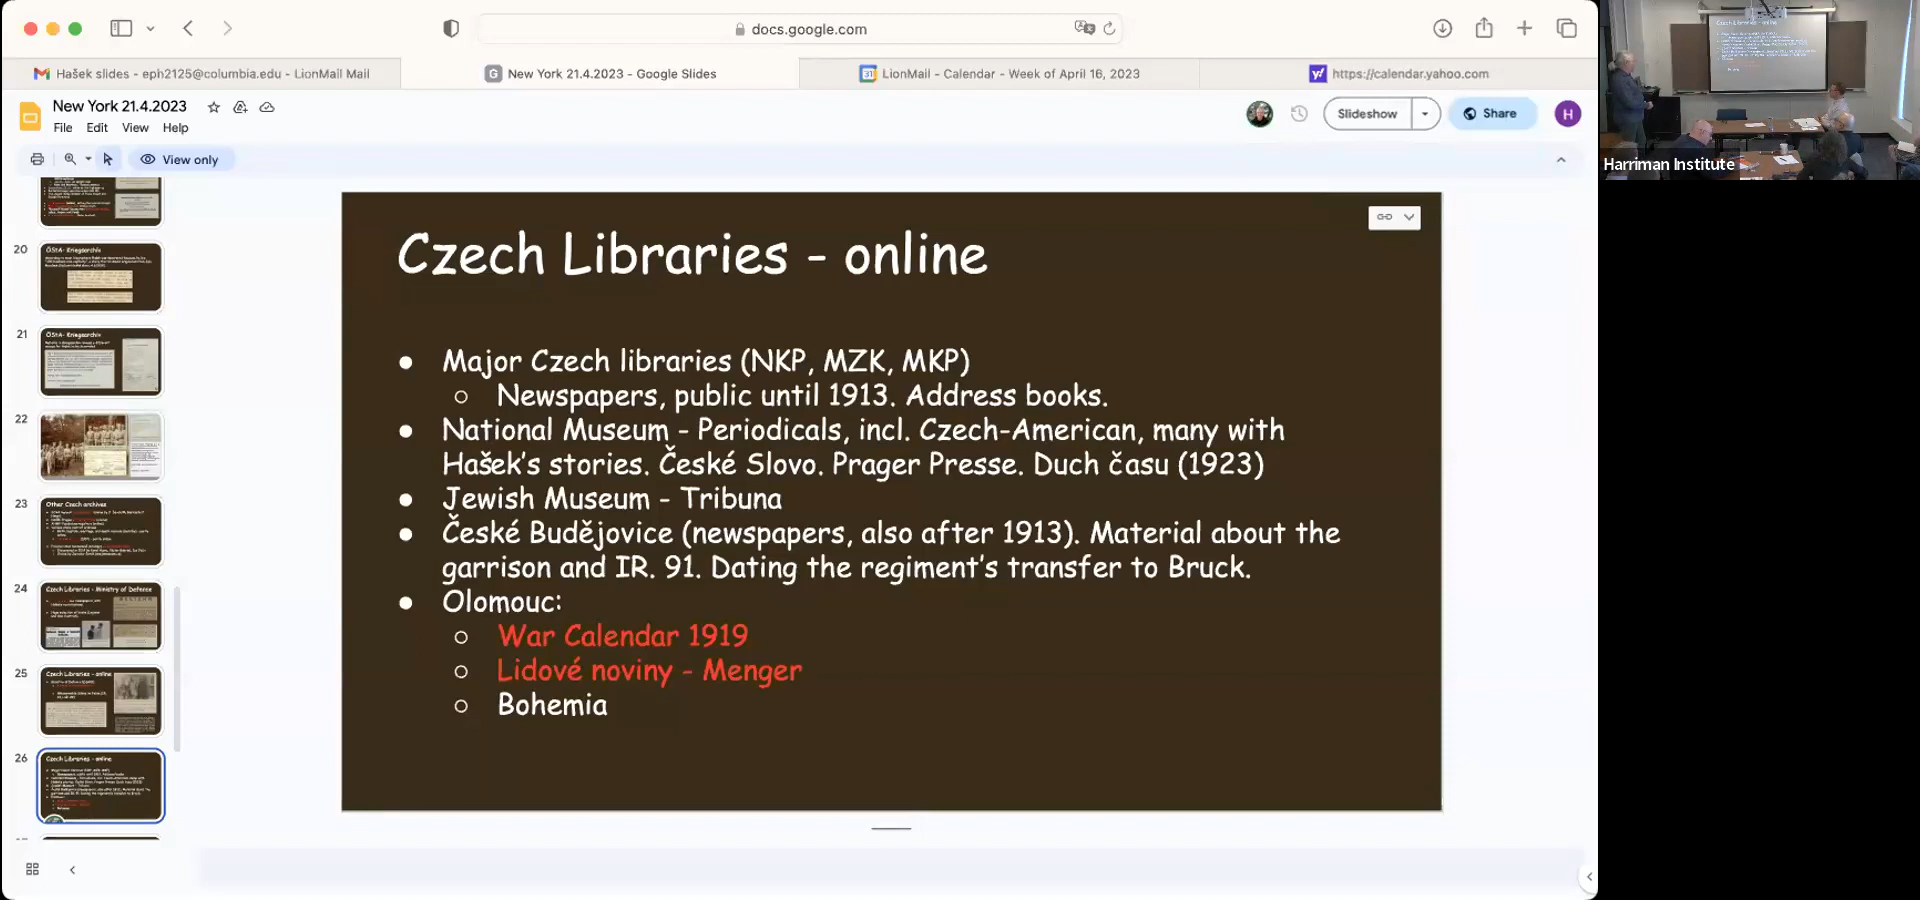 docs.google.com
Hašek slides - eph2125@columbia.edu - LionMail Mail
New York 21.4.2023 - Google Slides
LionMail - Calendar - Week of April 16, 2023
https://calendar.yahoo.com
New York 21.4.2023
File Edit View Help
Slideshow
Share
H
View only
20
ÖStA- Kriegsarchiv
21
ÖStA- Kriegsarchiv
22
23
Other Czech archives
24
Czech Libraries - Ministry of Defence
25
Czech Libraries - online
26
Czech Libraries - online
Czech Libraries - online
Major Czech libraries (NKP, MZK, MKP)
Newspapers, public until 1913. Address books.
National Museum - Periodicals, incl. Czech-American, many with
Hašek's stories. České Slovo. Prager Presse. Duch času (1923)
Jewish Museum - Tribuna
České Budějovice (newspapers, also after 1913). Material about the
garrison and IR. 91. Dating the regiment's transfer to Bruck.
Olomouc:
War Calendar 1919
Lidové noviny - Menger
Bohemia
Harriman Institute